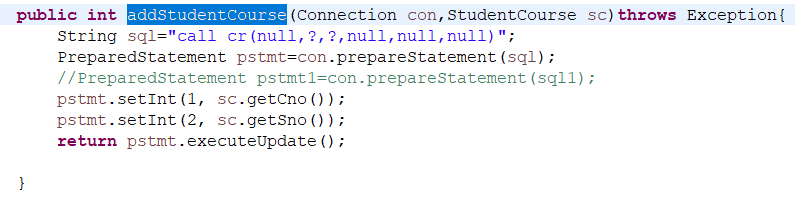 public int addStudentCourse(Connection con,StudentCourse sc)throws Exception{
String sql="call cr(null,?,?,null,null,null)";
PreparedStatement pstmt=con.prepareStatement(sql);
//PreparedStatement pstmt1=con.prepareStatement(sql1);
pstmt.setInt(1, sc.getCno());
pstmt.setInt(2, sc.getSno());
return pstmt.executeUpdate();
}